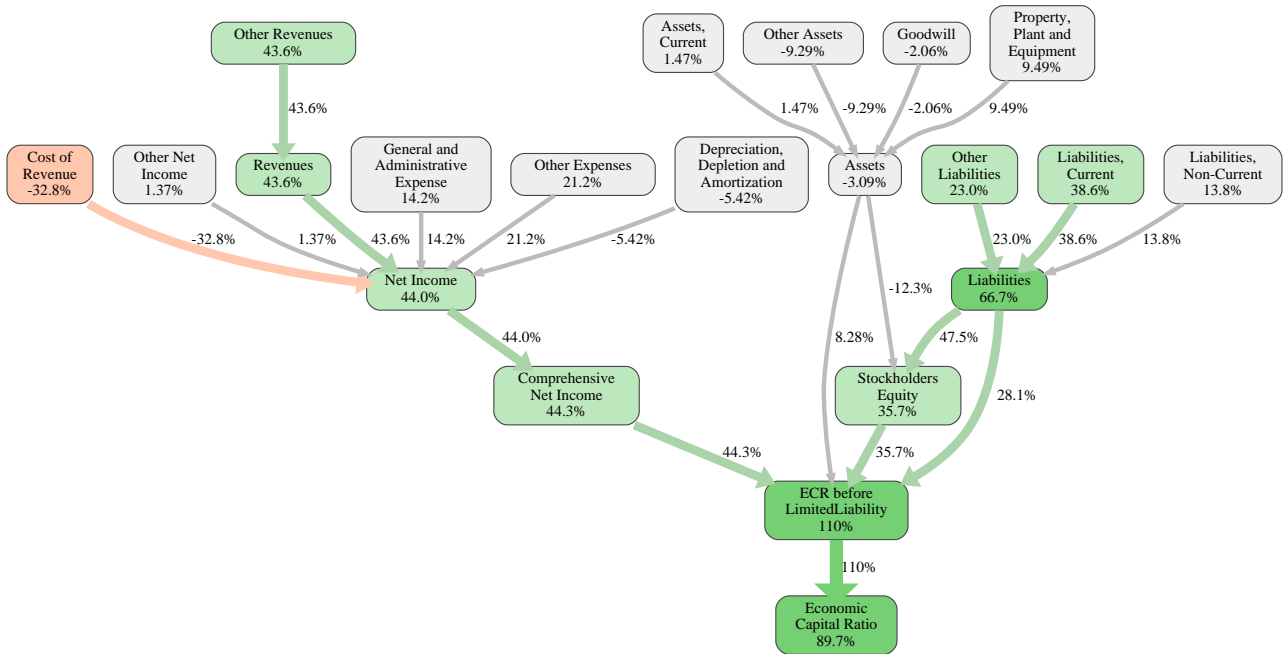 Other Revenues
43.6%
Assets,
Current
1.47%
Other Assets
-9.29%
Goodwill
-2.06%
Property,
Plant and
Equipment
9.49%
43.6%
1.47%
-9.29%
-2.06%
9.49%
Cost of
Revenue
-32.8%
Other Net
Income
1.37%
Revenues
43.6%
General and
Administrative
Expense
14.2%
Other Expenses
21.2%
Depreciation,
Depletion and
Amortization
-5.42%
Assets
-3.09%
Other
Liabilities
23.0%
Liabilities,
Current
38.6%
Liabilities,
Non-Current
13.8%
-32.8%
1.37%
43.6%
14.2%
21.2%
-5.42%
23.0%
38.6%
13.8%
Net Income
44.0%
-12.3%
Liabilities
66.7%
44.0%
8.28%
47.5%
Comprehensive
Net Income
44.3%
Stockholders
Equity
35.7%
28.1%
44.3%
35.7%
ECR before
LimitedLiability
110%
110%
Economic
Capital Ratio
89.7%